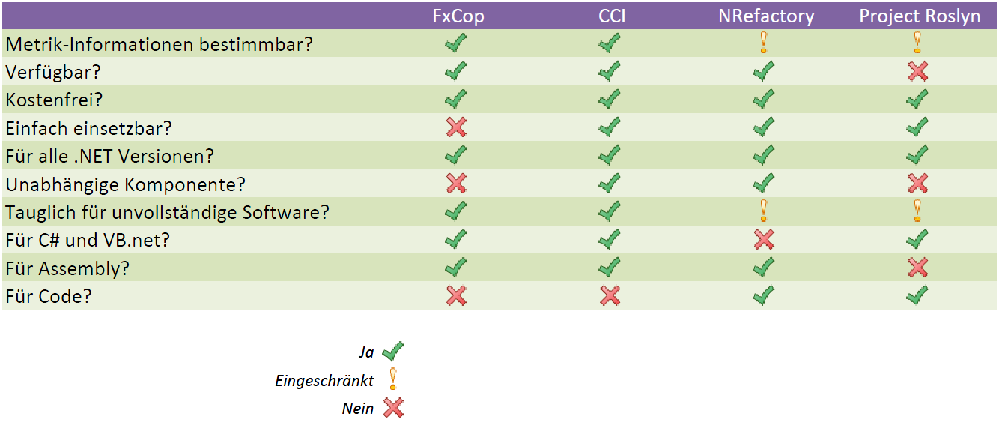 FxCop CCI NRefactory Project Roslyn
Metrik-Informationen bestimmbar?
Verfügbar?
Kostenfrei?
Einfach einsetzbar?
Für alle .NET Versionen?
Unabhängige Komponente?
Tauglich für unvollständige Software?
Für C# und VB.net?
Für Assembly?
Für Code?
Ja
Eingeschränkt
Nein